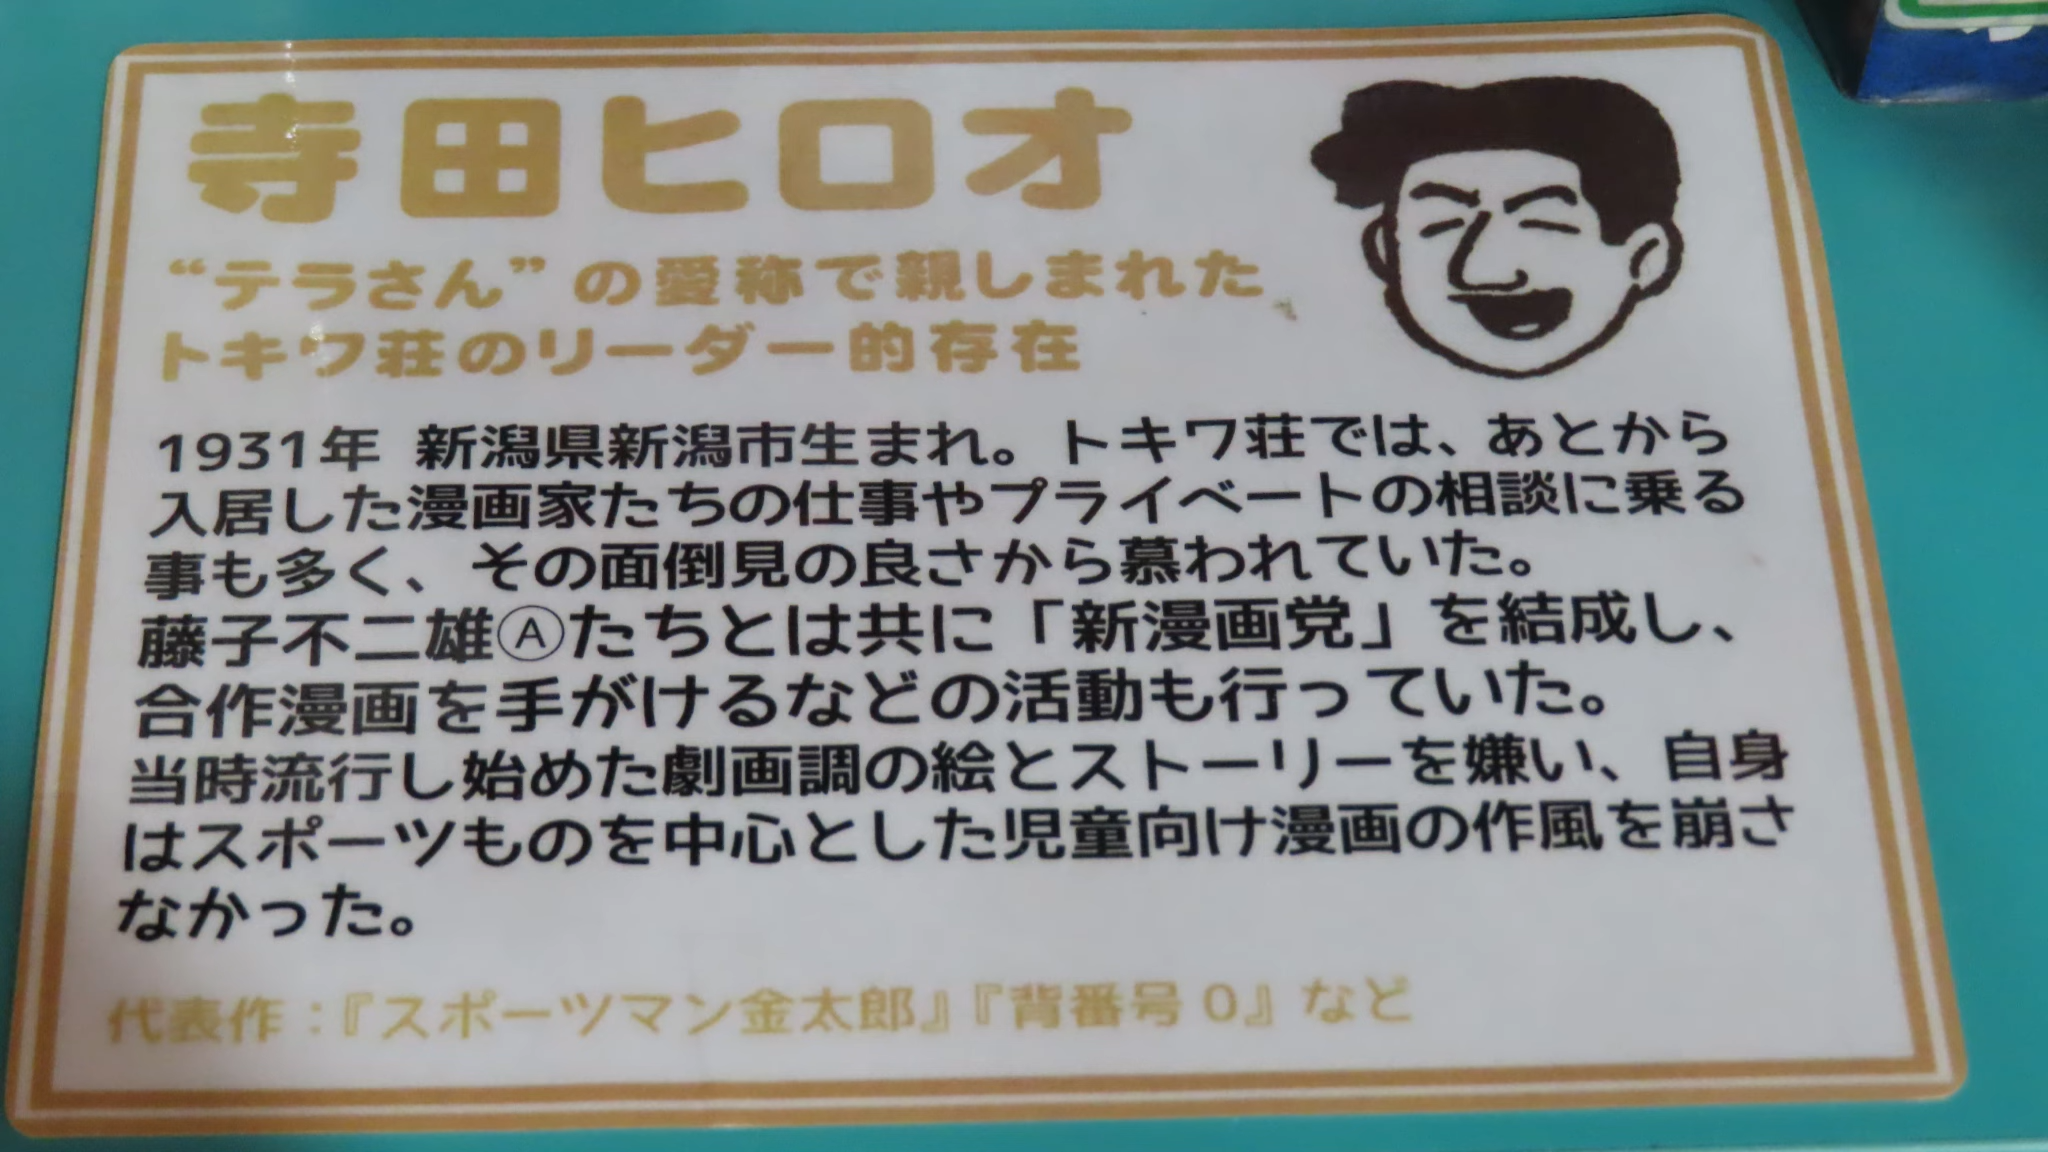 寺田ヒロオ
“テラさん”の愛称で親しまれた
トキワ荘のリーダー的存在
1931年 新潟県新潟市生まれ。トキワ荘では、あとから
入居した漫画家たちの仕事やプライベートの相談に乗る
事も多く、その面倒見の良さから慕われていた。
藤子不二雄Ⓐたちとは共に「新漫画党」を結成し、
合作漫画を手がけるなどの活動も行っていた。
当時流行し始めた劇画調の絵とストーリーを嫌い、自身
はスポーツものを中心とした児童向け漫画の作風を崩さ
なかった。
代表作：『スポーツマン金太郎』『背番号0』など